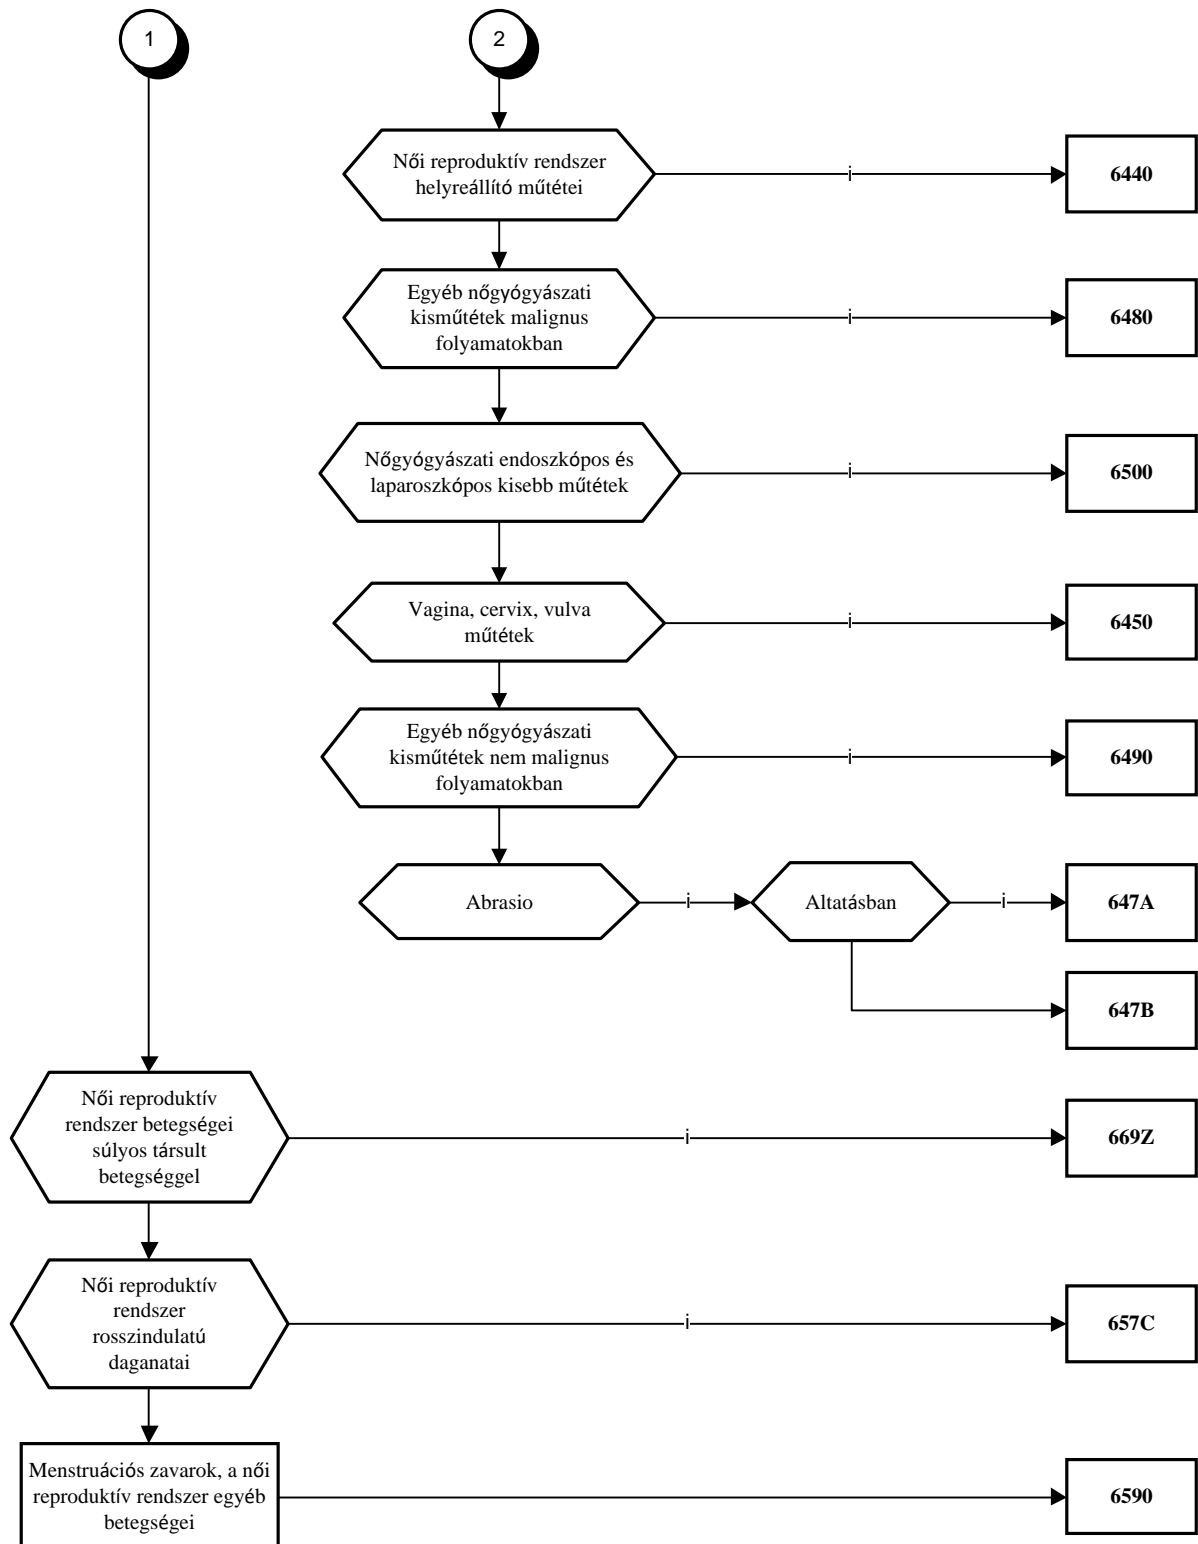 1
2
Női reproduktív rendszer
helyreállító műtétei
i
6440
Egyéb nőgyógyászati
kisműtétek malignus
folyamatokban
i
6480
Nőgyógyászati endoszkópos és
laparoszkópos kisebb műtétek
i
6500
Vagina, cervix, vulva
műtétek
i
6450
Egyéb nőgyógyászati
kisműtétek nem malignus
folyamatokban
i
6490
Abrasio
i
Altatásban
i
647A
647B
Női reproduktív
rendszer betegségei
súlyos társult
betegséggel
i
669Z
Női reproduktív
rendszer
rosszindulatú
daganatai
i
657C
Menstruációs zavarok, a női
reproduktív rendszer egyéb
betegségei
6590